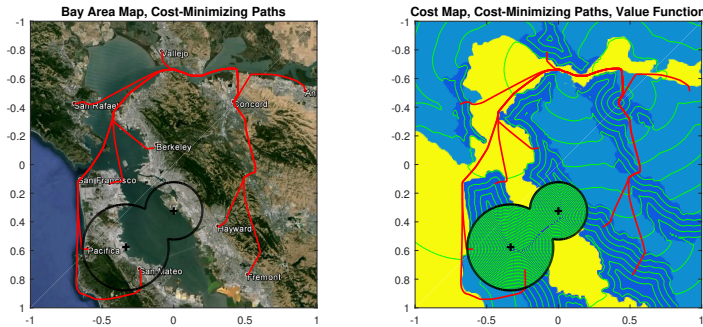 Bay Area Map, Cost-Minimizing Paths
-1
-0.8
-0.6
-0.4
-0.2
0
0.2
0.4
0.6
0.8
1
Vallejo
San Rafael
Concord
An
Berkeley
San Francisco
Hayward
Pacifica
San Mateo
Fremont
-1
-0.5
0
0.5
1
Cost Map, Cost-Minimizing Paths, Value Function
-1
-0.8
-0.6
-0.4
-0.2
0
0.2
0.4
0.6
0.8
1
-1
-0.5
0
0.5
1